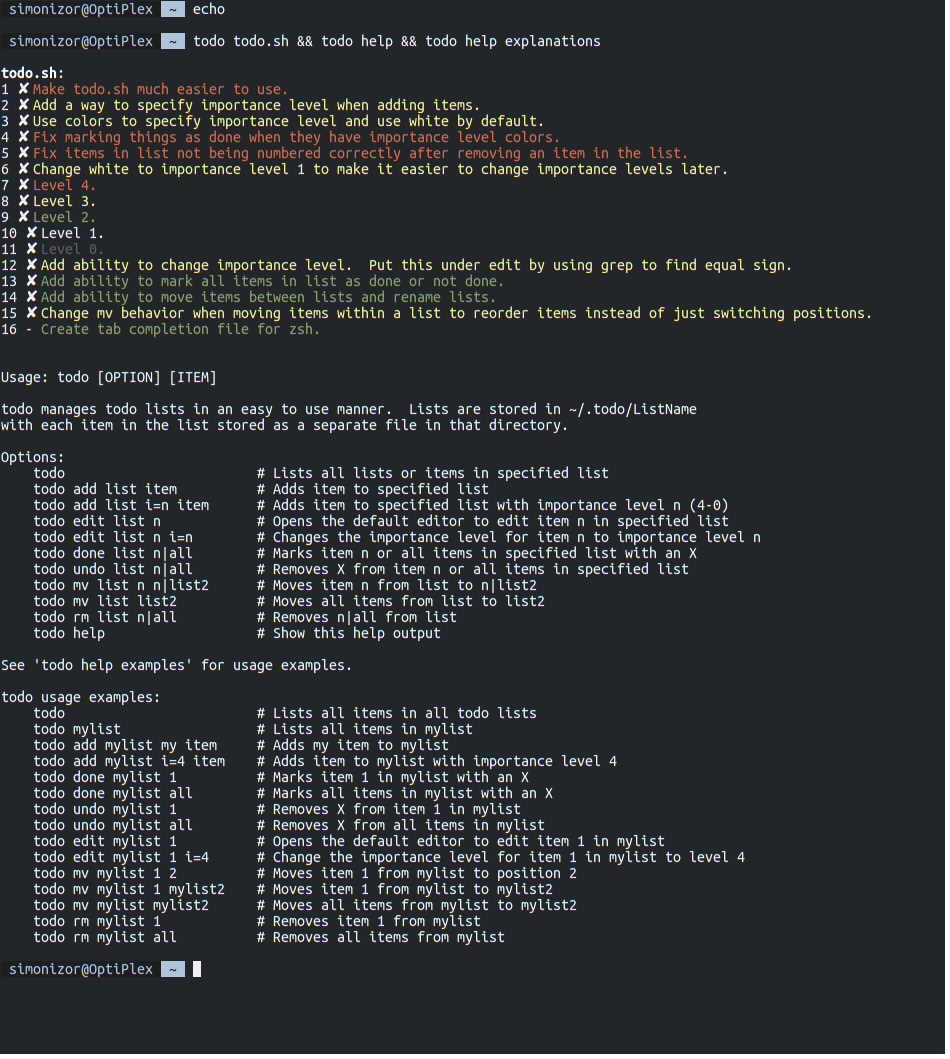 simonizor@OptiPlex ~ echo
simonizor@OptiPlex ~ todo todo.sh && todo help && todo help explanations
todo.sh:
1 ✘ Make todo.sh much easier to use.
2 ✘ Add a way to specify importance level when adding items.
3 ✘ Use colors to specify importance level and use white by default.
4 ✘ Fix marking things as done when they have importance level colors.
5 ✘ Fix items in list not being numbered correctly after removing an item in the list.
6 ✘ Change white to importance level 1 to make it easier to change importance levels later.
7 ✘ Level 4.
8 ✘ Level 3.
9 ✘ Level 2.
10 ✘ Level 1.
11 ✘ Level 0.
12 ✘ Add ability to change importance level.  Put this under edit by using grep to find equal sign.
13 ✘ Add ability to mark all items in list as done or not done.
14 ✘ Add ability to move items between lists and rename lists.
15 ✘ Change mv behavior when moving items within a list to reorder items instead of just switching positions.
16 - Create tab completion file for zsh.
Usage: todo [OPTION] [ITEM]
todo manages todo lists in an easy to use manner.  Lists are stored in ~/.todo/ListName
with each item in the list stored as a separate file in that directory.
Options:
    todo                        # Lists all lists or items in specified list
    todo add list item          # Adds item to specified list
    todo add list i=n item      # Adds item to specified list with importance level n (4-0)
    todo edit list n            # Opens the default editor to edit item n in specified list
    todo edit list n i=n        # Changes the importance level for item n to importance level n
    todo done list n|all        # Marks item n or all items in specified list with an X
    todo undo list n|all        # Removes X from item n or all items in specified list
    todo mv list n n|list2      # Moves item n from list to n|list2
    todo mv list list2          # Moves all items from list to list2
    todo rm list n|all          # Removes n|all from list
    todo help                   # Show this help output
See 'todo help examples' for usage examples.
todo usage examples:
    todo                        # Lists all items in all todo lists
    todo mylist                 # Lists all items in mylist
    todo add mylist my item     # Adds my item to mylist
    todo add mylist i=4 item    # Adds item to mylist with importance level 4
    todo done mylist 1          # Marks item 1 in mylist with an X
    todo done mylist all        # Marks all items in mylist with an X
    todo undo mylist 1          # Removes X from item 1 in mylist
    todo undo mylist all        # Removes X from all items in mylist
    todo edit mylist 1          # Opens the default editor to edit item 1 in mylist
    todo edit mylist 1 i=4      # Change the importance level for item 1 in mylist to level 4
    todo mv mylist 1 2          # Moves item 1 from mylist to position 2
    todo mv mylist 1 mylist2    # Moves item 1 from mylist to mylist2
    todo mv mylist mylist2      # Moves all items from mylist to mylist2
    todo rm mylist 1            # Removes item 1 from mylist
    todo rm mylist all          # Removes all items from mylist
simonizor@OptiPlex ~